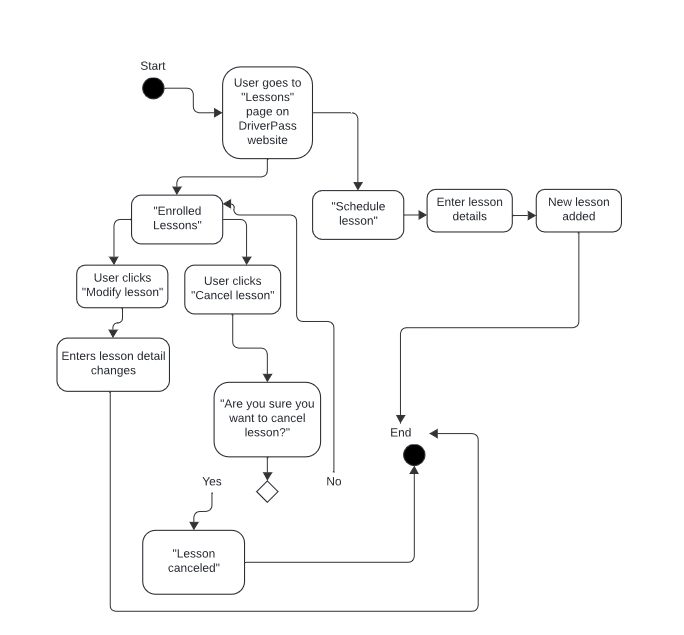 Start
User goes to
"Lessons"
page on
DriverPass
website
"Enrolled
Lessons"
"Schedule
lesson"
Enter lesson
details
New lesson
added
User clicks
"Modify lesson"
User clicks
"Cancel lesson"
Enters lesson detail
changes
"Are you sure you
want to cancel
lesson?"
End
Yes
No
"Lesson
canceled"